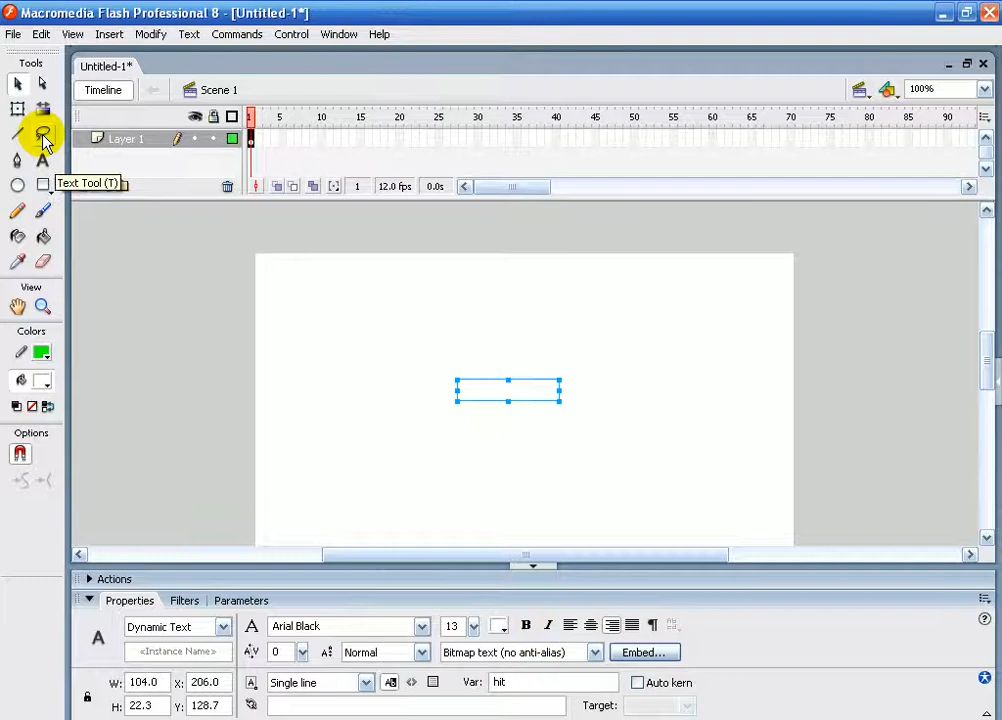 Macromedia Flash Professional 8 - [Untitled-1*]
File Edit View Insert Modify Text Commands Control Window Help
Tools
Untitled-1*
Timeline
Scene 1
100%
1 5 10 15 20 25 30 35 40 45 50 55 60 65 70 75 80 85 90
Layer 1
A
Text Tool (T)
1 12.0 fps 0.0s
View
Colors
Options
Actions
Properties Filters Parameters
A
Dynamic Text
A
Arial Black
13
B
I
<Instance Name>
0
Normal
Bitmap text (no anti-alias)
Embed...
W: 104.0 X: 206.0
Single line
Var: hit
Auto kern
H: 22.3 Y: 128.7
Target: